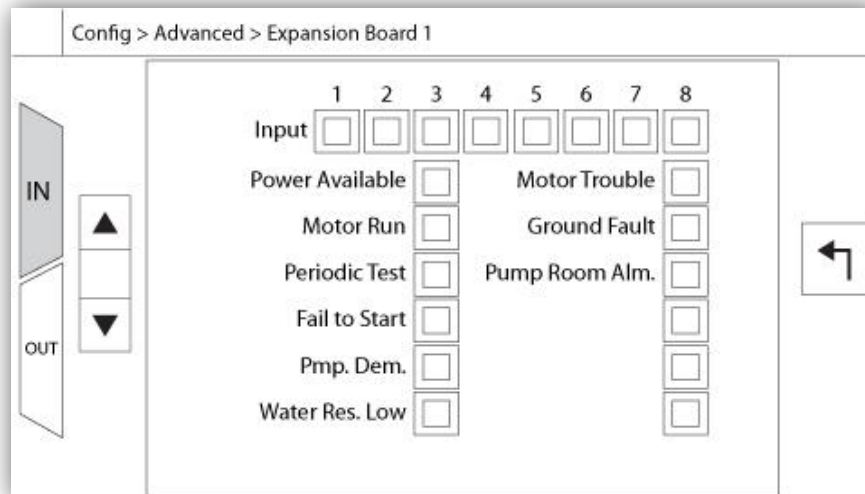 Config > Advanced > Expansion Board 1
1 2 3 4 5 6 7 8
Input
IN
Power Available
Motor Trouble
Motor Run
Ground Fault
Periodic Test
Pump Room Alm.
Fail to Start
OUT
Pmp. Dem.
Water Res. Low